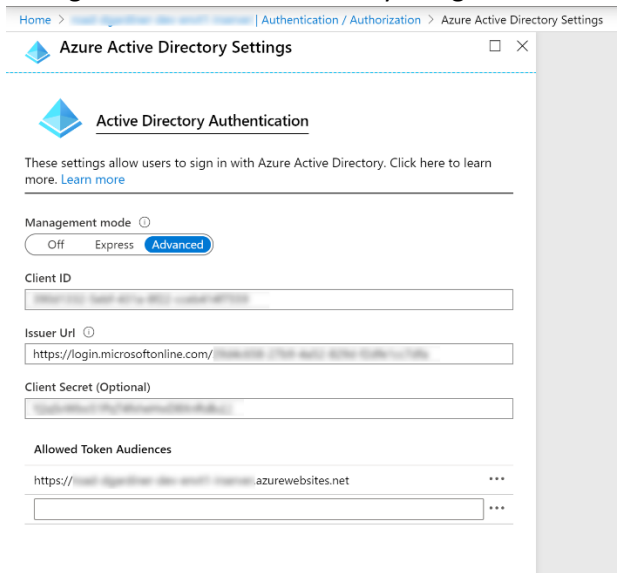 Home > | Authentication / Authorization > Azure Active Directory Settings
Azure Active Directory Settings
Active Directory Authentication
These settings allow users to sign in with Azure Active Directory. Click here to learn
more. Learn more
Management mode
Off Express Advanced
Client ID
Issuer Url
https://login.microsoftonline.com/
Client Secret (Optional)
Allowed Token Audiences
https:// .azurewebsites.net